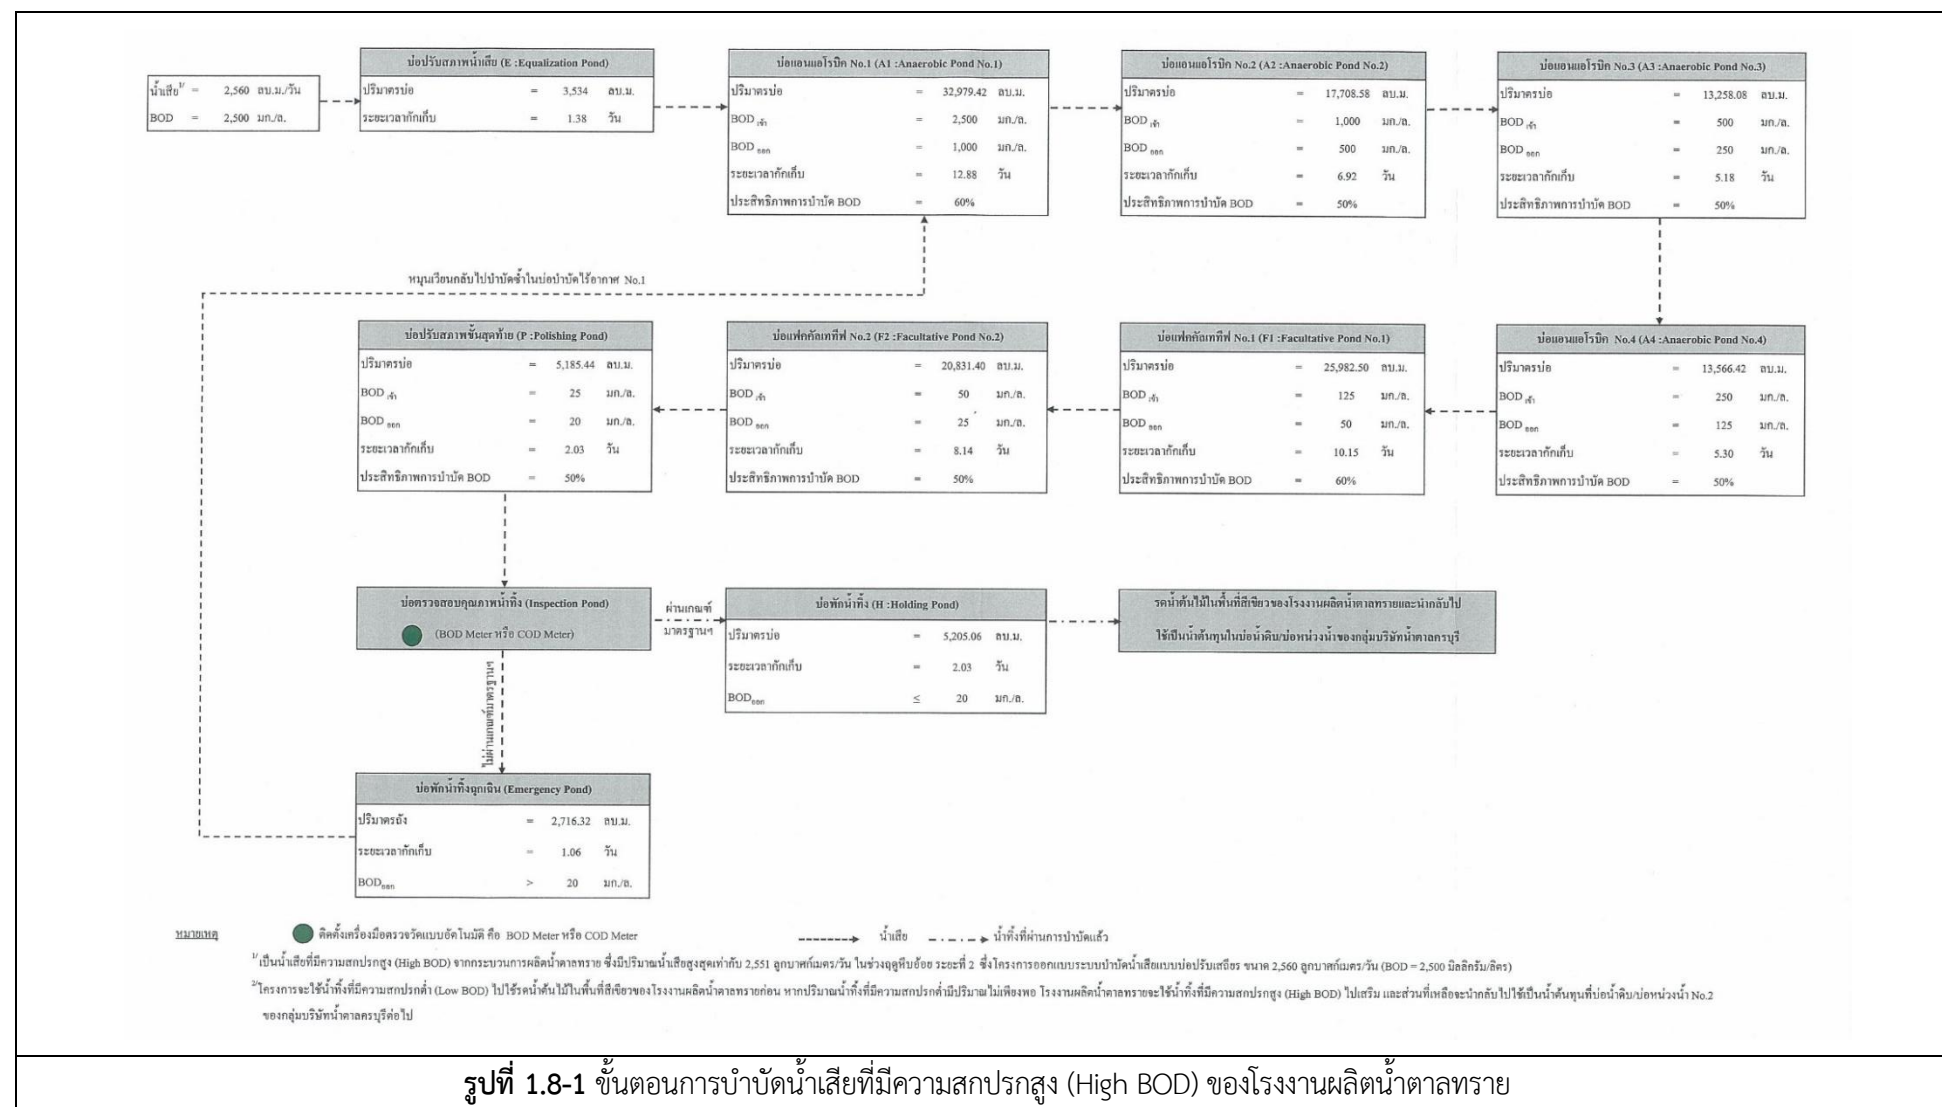 น้ำเสีย1/ = 2,560 ลบ.ม./วัน
BOD = 2,500 มก./ล.
บ่อปรับสภาพน้ำเสีย (E :Equalization Pond)
ปริมาตรบ่อ = 3,534 ลบ.ม.
ระยะเวลากักเก็บ = 1.38 วัน
บ่อแอนแอโรบิค No.1 (A1 :Anaerobic Pond No.1)
ปริมาตรบ่อ = 32,979.42 ลบ.ม.
BOD เข้า = 2,500 มก./ล.
BOD ออก = 1,000 มก./ล.
ระยะเวลากักเก็บ = 12.88 วัน
ประสิทธิภาพการบำบัด BOD = 60%
บ่อแอนแอโรบิค No.2 (A2 :Anaerobic Pond No.2)
ปริมาตรบ่อ = 17,708.58 ลบ.ม.
BOD เข้า = 1,000 มก./ล.
BOD ออก = 500 มก./ล.
ระยะเวลากักเก็บ = 6.92 วัน
ประสิทธิภาพการบำบัด BOD = 50%
บ่อแอนแอโรบิค No.3 (A3 :Anaerobic Pond No.3)
ปริมาตรบ่อ = 13,258.08 ลบ.ม.
BOD เข้า = 500 มก./ล.
BOD ออก = 250 มก./ล.
ระยะเวลากักเก็บ = 5.18 วัน
ประสิทธิภาพการบำบัด BOD = 50%
หมุนเวียนกลับไปบำบัดซ้ำในบ่อบำบัดไร้อากาศ No.1
บ่อปรับสภาพขั้นสุดท้าย (P :Polishing Pond)
ปริมาตรบ่อ = 5,185.44 ลบ.ม.
BOD เข้า = 25 มก./ล.
BOD ออก = 20 มก./ล.
ระยะเวลากักเก็บ = 2.03 วัน
ประสิทธิภาพการบำบัด BOD = 50%
บ่อแฟคคัลเททีฟ No.2 (F2 :Facultative Pond No.2)
ปริมาตรบ่อ = 20,831.40 ลบ.ม.
BOD เข้า = 50 มก./ล.
BOD ออก = 25 มก./ล.
ระยะเวลากักเก็บ = 8.14 วัน
ประสิทธิภาพการบำบัด BOD = 50%
บ่อแฟคคัลเททีฟ No.1 (F1 :Facultative Pond No.1)
ปริมาตรบ่อ = 25,982.50 ลบ.ม.
BOD เข้า = 125 มก./ล.
BOD ออก = 50 มก./ล.
ระยะเวลากักเก็บ = 10.15 วัน
ประสิทธิภาพการบำบัด BOD = 60%
บ่อแอนแอโรบิค No.4 (A4 :Anaerobic Pond No.4)
ปริมาตรบ่อ = 13,566.42 ลบ.ม.
BOD เข้า = 250 มก./ล.
BOD ออก = 125 มก./ล.
ระยะเวลากักเก็บ = 5.30 วัน
ประสิทธิภาพการบำบัด BOD = 50%
บ่อตรวจสอบคุณภาพน้ำทิ้ง (Inspection Pond)
(BOD Meter หรือ COD Meter)
ผ่านเกณฑ์
มาตรฐานฯ
บ่อพักน้ำทิ้ง (H :Holding Pond)
ปริมาตรบ่อ = 5,205.06 ลบ.ม.
ระยะเวลากักเก็บ = 2.03 วัน
BODออก ≤ 20 มก./ล.
รดน้ำต้นไม้ในพื้นที่สีเขียวของโรงงานผลิตน้ำตาลทรายและนำกลับไป
ใช้เป็นน้ำต้นทุนในบ่อน้ำดิบ/บ่อหน่วงน้ำของกลุ่มบริษัทน้ำตาลครบุรี
ไม่ผ่านเกณฑ์มาตรฐานฯ
บ่อพักน้ำทิ้งฉุกเฉิน (Emergency Pond)
ปริมาตรถัง = 2,716.32 ลบ.ม.
ระยะเวลากักเก็บ = 1.06 วัน
BODออก > 20 มก./ล.
หมายเหตุ ติดตั้งเครื่องมือตรวจวัดแบบอัตโนมัติ คือ BOD Meter หรือ COD Meter น้ำเสีย น้ำทิ้งที่ผ่านการบำบัดแล้ว
1/ เป็นน้ำเสียที่มีความสกปรกสูง (High BOD) จากกระบวนการผลิตน้ำตาลทราย ซึ่งมีปริมาณน้ำเสียสูงสุดเท่ากับ 2,551 ลูกบาศก์เมตร/วัน ในช่วงฤดูหีบอ้อย ระยะที่ 2 ซึ่งโครงการออกแบบระบบบำบัดน้ำเสียแบบบ่อปรับเสถียร ขนาด 2,560 ลูกบาศก์เมตร/วัน (BOD = 2,500 มิลลิกรัม/ลิตร)
2/ โครงการจะใช้น้ำทิ้งที่มีความสกปรกต่ำ (Low BOD) ไปใช้รดน้ำต้นไม้ในพื้นที่สีเขียวของโรงงานผลิตน้ำตาลทรายก่อน หากปริมาณน้ำทิ้งที่มีความสกปรกต่ำมีปริมาณไม่เพียงพอ โรงงานผลิตน้ำตาลทรายจะใช้น้ำทิ้งที่มีความสกปรกสูง (High BOD) ไปเสริม และส่วนที่เหลือจะนำกลับไปใช้เป็นน้ำต้นทุนที่บ่อน้ำดิบ/บ่อหน่วงน้ำ No.2
ของกลุ่มบริษัทน้ำตาลครบุรีต่อไป
รูปที่ 1.8-1 ขั้นตอนการบำบัดน้ำเสียที่มีความสกปรกสูง (High BOD) ของโรงงานผลิตน้ำตาลทราย